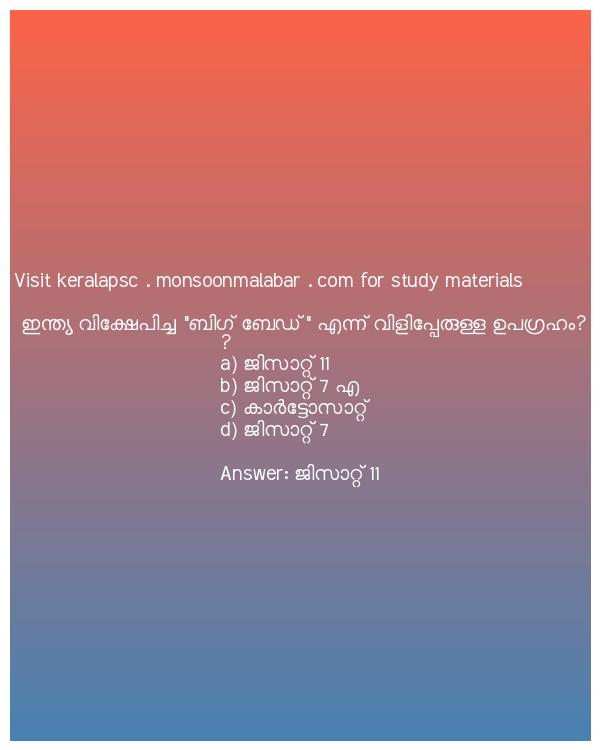 Visit keralapsc . monsoonmalabar . com for study materials
ഇന്ത്യ വിക്ഷേപിച്ച "ബിഗ് ബേഡ് " എന്ന് വിളിപ്പേരുള്ള ഉപഗ്രഹം?
?
a) ജിസാറ്റ് 11
b) ജിസാറ്റ് 7 എ
c) കാർട്ടോസാറ്റ്
d) ജിസാറ്റ് 7
Answer: ജിസാറ്റ് 11